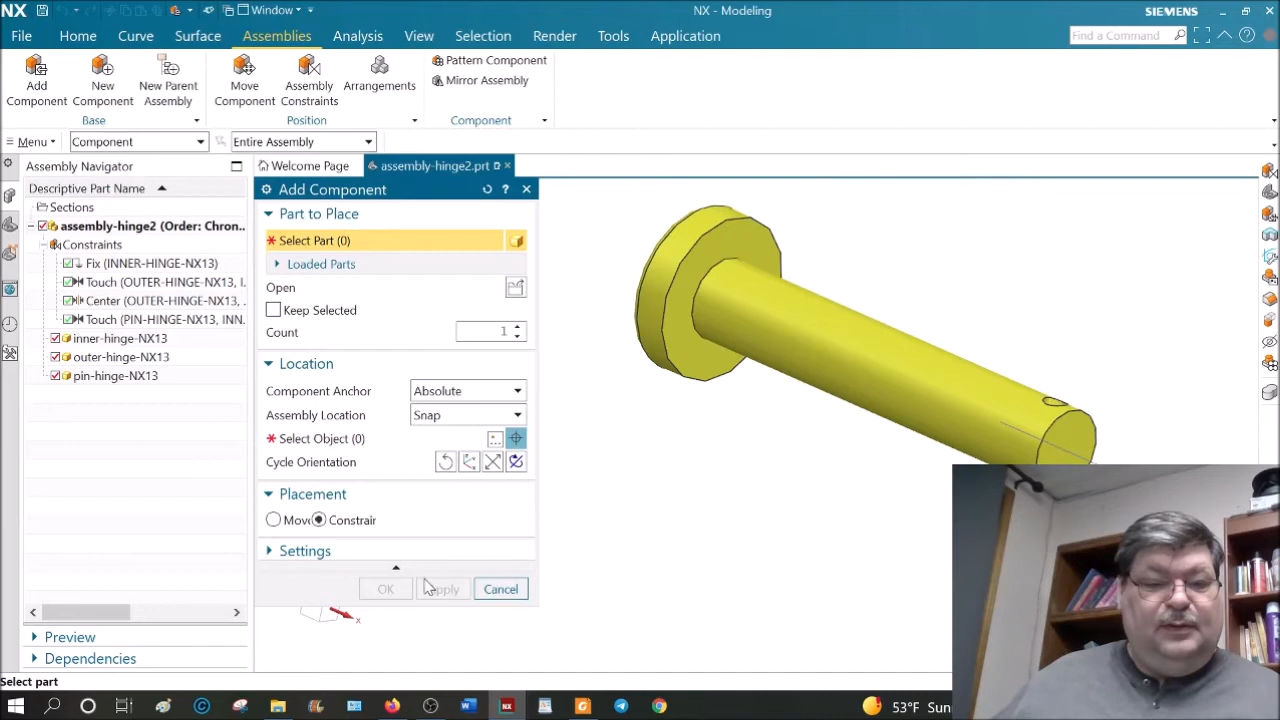 NX Window NX - Modeling SIEMENS
File Home Curve Surface Assemblies Analysis View Selection Render Tools Application Find a Command
Add Component
New Component
New Parent Assembly
Base
Move Component
Assembly Constraints
Arrangements
Position
Pattern Component
Mirror Assembly
Component
Menu Component Entire Assembly
Assembly Navigator
Descriptive Part Name
Sections
assembly-hinge2 (Order: Chron...
Constraints
Fix (INNER-HINGE-NX13)
Touch (OUTER-HINGE-NX13, I...
Center (OUTER-HINGE-NX13, ...
Touch (PIN-HINGE-NX13, INN...
inner-hinge-NX13
outer-hinge-NX13
pin-hinge-NX13
Preview
Dependencies
Welcome Page assembly-hinge2.prt
Add Component
Part to Place
* Select Part (0)
Loaded Parts
Open
Keep Selected
Count 1
Location
Component Anchor Absolute
Assembly Location Snap
* Select Object (0)
Cycle Orientation
Placement
Constrair
Settings
OK Cancel
x
Select part
53°F Sunn